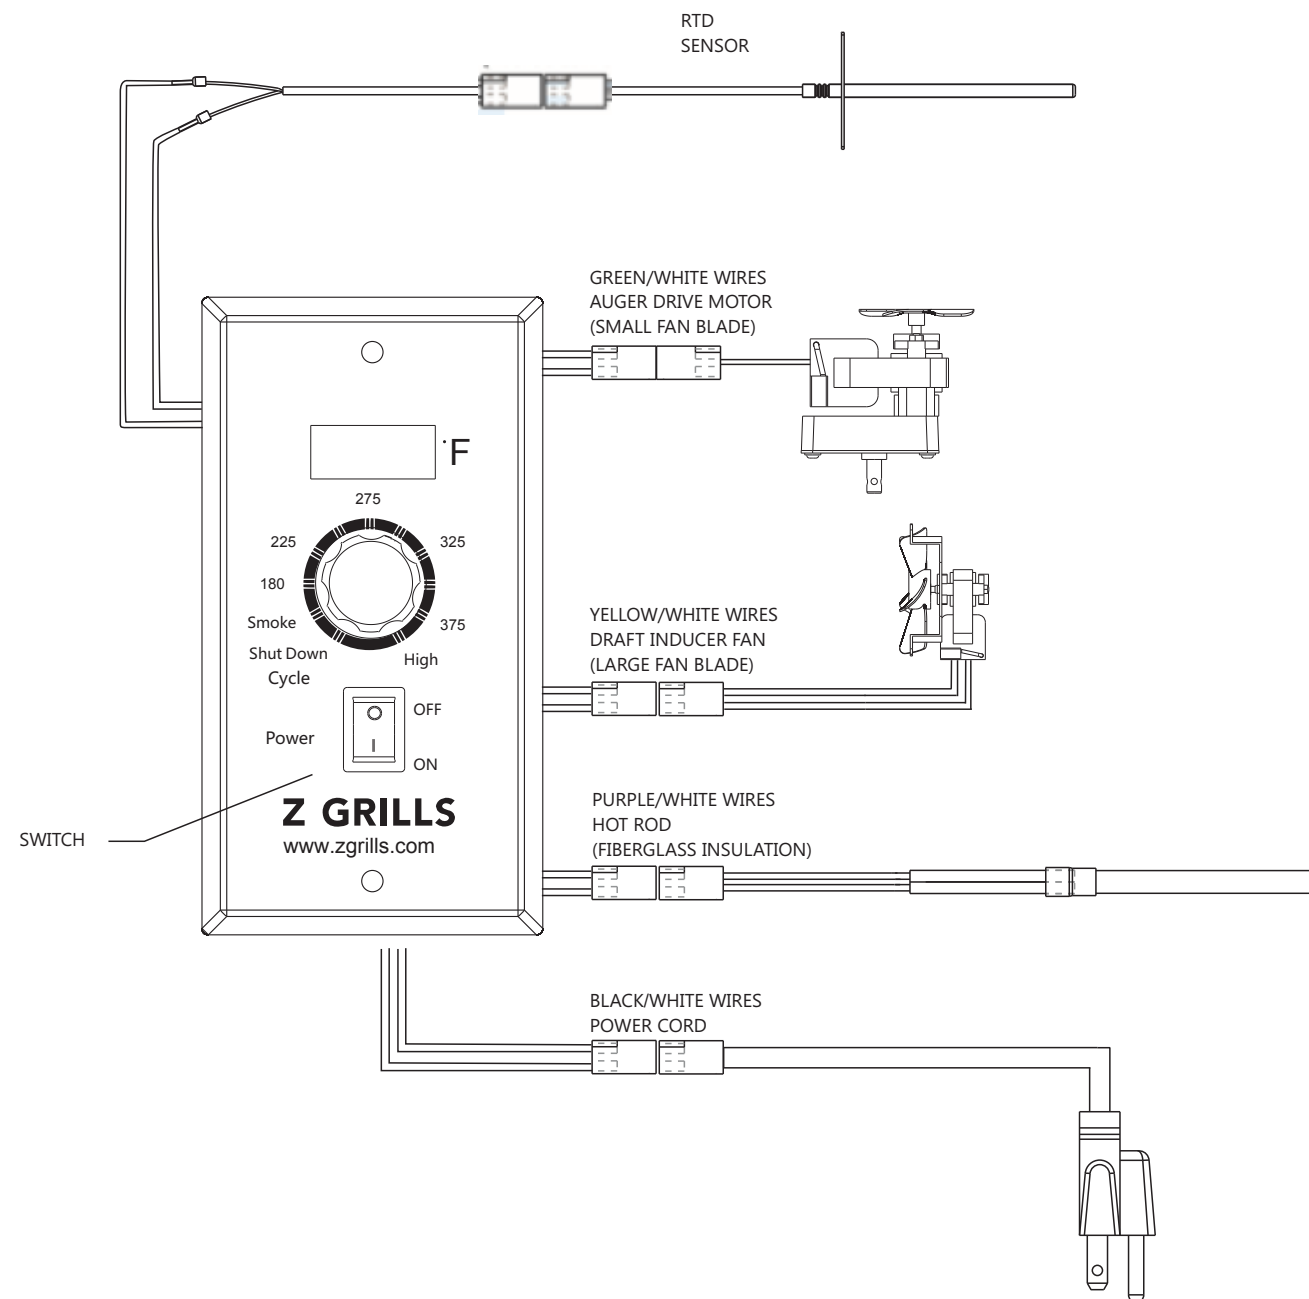 RTD
SENSOR
GREEN/WHITE WIRES
AUGER DRIVE MOTOR
(SMALL FAN BLADE)
°F
275
225
325
180
Smoke
375
Shut Down
Cycle
High
YELLOW/WHITE WIRES
DRAFT INDUCER FAN
(LARGE FAN BLADE)
OFF
Power
ON
Z GRILLS
www.zgrills.com
SWITCH
PURPLE/WHITE WIRES
HOT ROD
(FIBERGLASS INSULATION)
BLACK/WHITE WIRES
POWER CORD